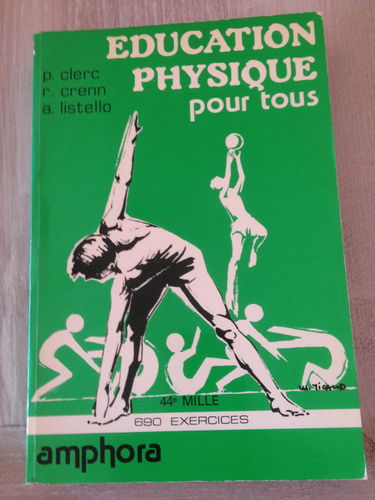 EDUCATION
PHYSIQUE
pour tous
p. clerc
r. crenn
a. listello
44e MILLE
690 EXERCICES
amphora